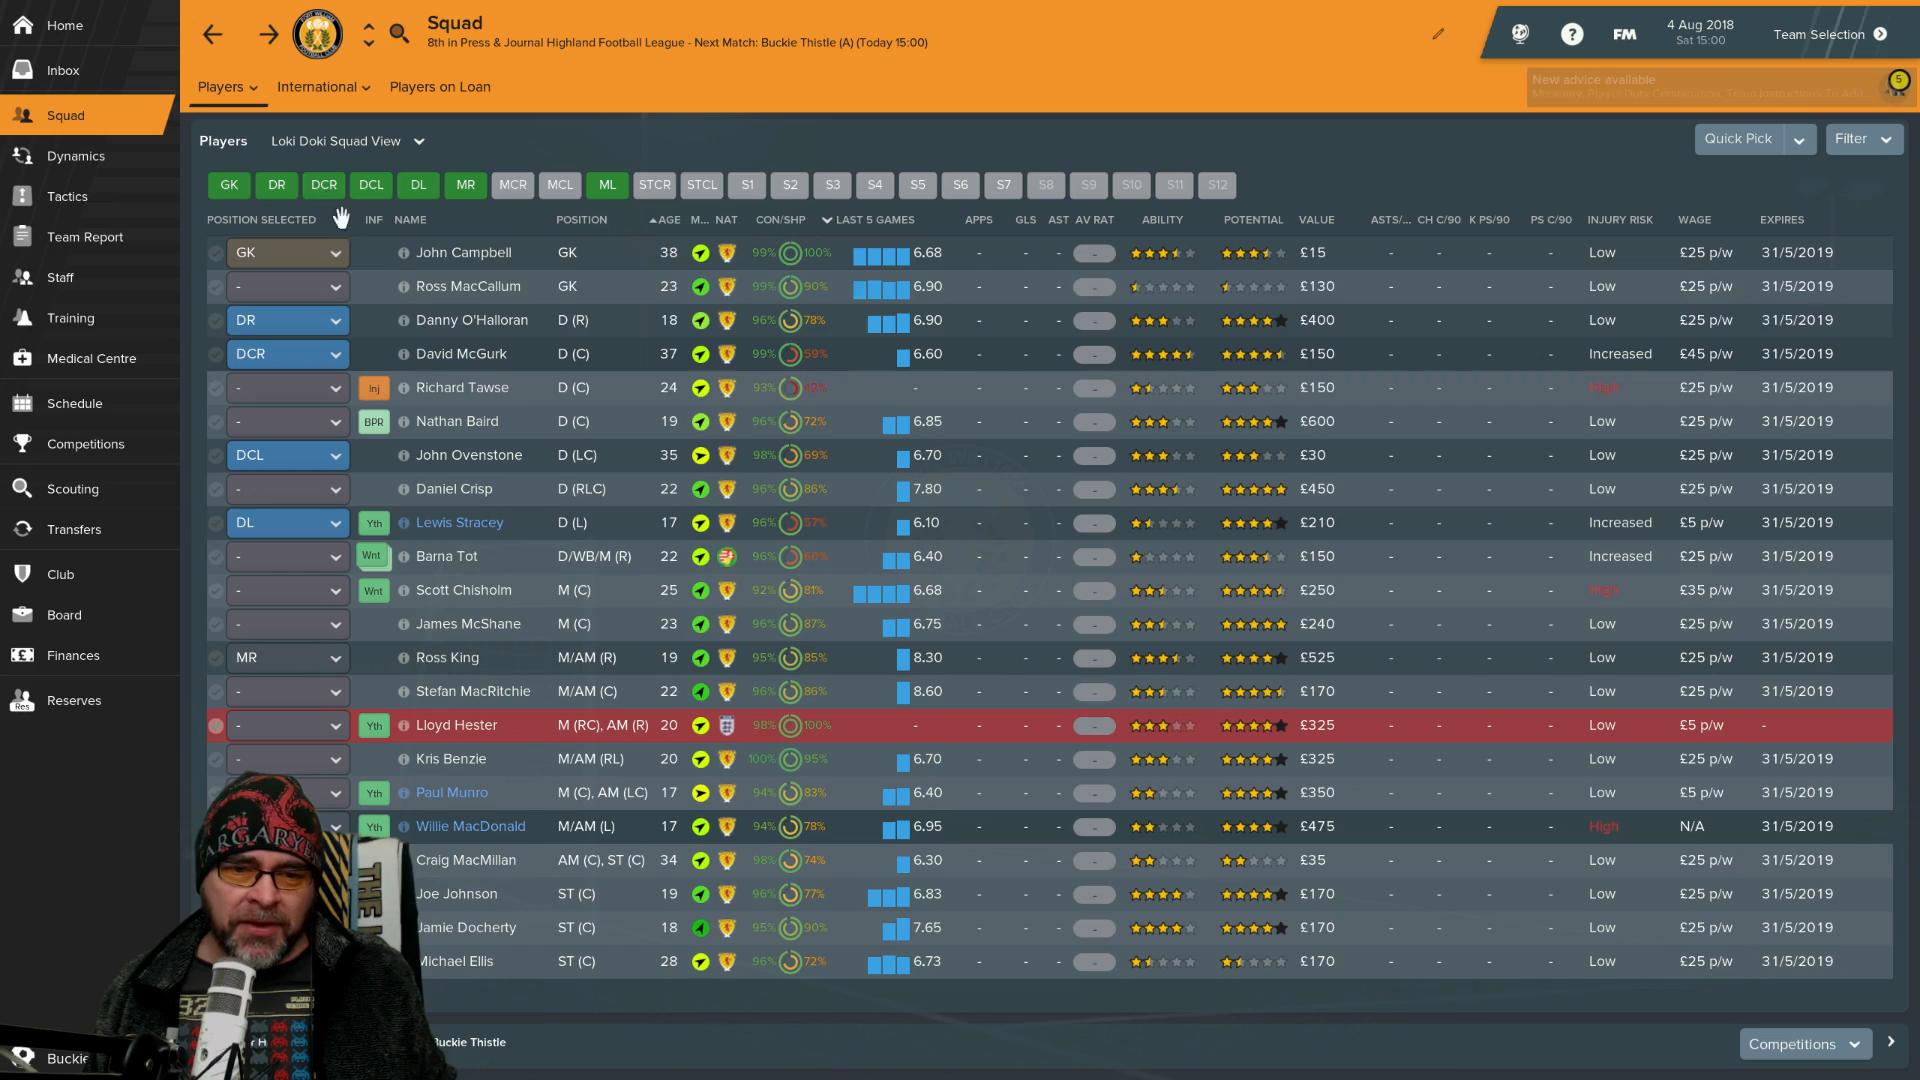 Home
Inbox
Squad
Dynamics
Tactics
Team Report
Staff
Training
Medical Centre
Schedule
Competitions
Scouting
Transfers
Club
Board
Finances
Reserves
Squad
8th in Press & Journal Highland Football League - Next Match: Buckie Thistle (A) (Today 15:00)
FM
4 Aug 2018
Sat 15:00
Team Selection
Players International Players on Loan
New advice available
5
Players Loki Doki Squad View
Quick Pick Filter
GK DR DCR DCL DL MR MCR MCL ML STCR STCL S1 S2 S3 S4 S5 S6 S7 S8 S9 S10 S11 S12
POSITION SELECTED INF NAME POSITION AGE M... NAT CON/SHP LAST 5 GAMES APPS GLS AST AV RAT ABILITY POTENTIAL VALUE ASTS/... CH C/90 K PS/90 PS C/90 INJURY RISK WAGE EXPIRES
GK John Campbell GK 38 99% 100% 6.68 - - - - £15 - - - - Low £25 p/w 31/5/2019
- Ross MacCallum GK 23 99% 90% 6.90 - - - - £130 - - - - Low £25 p/w 31/5/2019
DR Danny O'Halloran D (R) 18 96% 78% 6.90 - - - - £400 - - - - Low £25 p/w 31/5/2019
DCR David McGurk D (C) 37 99% 59% 6.60 - - - - £150 - - - - Increased £45 p/w 31/5/2019
- Inj Richard Tawse D (C) 24 93% - - - - - £150 - - - - High £25 p/w 31/5/2019
- BPR Nathan Baird D (C) 19 96% 72% 6.85 - - - - £600 - - - - Low £25 p/w 31/5/2019
DCL John Ovenstone D (LC) 35 98% 69% 6.70 - - - - £30 - - - - Low £25 p/w 31/5/2019
- Daniel Crisp D (RLC) 22 96% 86% 7.80 - - - - £450 - - - - Low £25 p/w 31/5/2019
DL Yth Lewis Stracey D (L) 17 96% 57% 6.10 - - - - £210 - - - - Increased £5 p/w 31/5/2019
- Wnt Barna Tot D/WB/M (R) 22 96% 60% 6.40 - - - - £150 - - - - Increased £25 p/w 31/5/2019
- Wnt Scott Chisholm M (C) 25 92% 81% 6.68 - - - - £250 - - - - High £35 p/w 31/5/2019
- James McShane M (C) 23 96% 87% 6.75 - - - - £240 - - - - Low £25 p/w 31/5/2019
MR Ross King M/AM (R) 19 95% 85% 8.30 - - - - £525 - - - - Low £25 p/w 31/5/2019
- Stefan MacRitchie M/AM (C) 22 96% 86% 8.60 - - - - £170 - - - - Low £25 p/w 31/5/2019
- Yth Lloyd Hester M (RC), AM (R) 20 98% 100% - - - - - £325 - - - - Low £5 p/w -
- Kris Benzie M/AM (RL) 20 100% 95% 6.70 - - - - £325 - - - - Low £25 p/w 31/5/2019
Yth Paul Munro M (C), AM (LC) 17 94% 83% 6.40 - - - - £350 - - - - Low £5 p/w 31/5/2019
Yth Willie MacDonald M/AM (L) 17 94% 78% 6.95 - - - - £475 - - - - High N/A 31/5/2019
Craig MacMillan AM (C), ST (C) 34 98% 74% 6.30 - - - - £35 - - - - Low £25 p/w 31/5/2019
Joe Johnson ST (C) 19 96% 77% 6.83 - - - - £170 - - - - Low £25 p/w 31/5/2019
Jamie Docherty ST (C) 18 95% 90% 7.65 - - - - £170 - - - - Low £25 p/w 31/5/2019
Michael Ellis ST (C) 28 96% 72% 6.73 - - - - £170 - - - - Low £25 p/w 31/5/2019
THE
Buckie
Buckie Thistle
Competitions